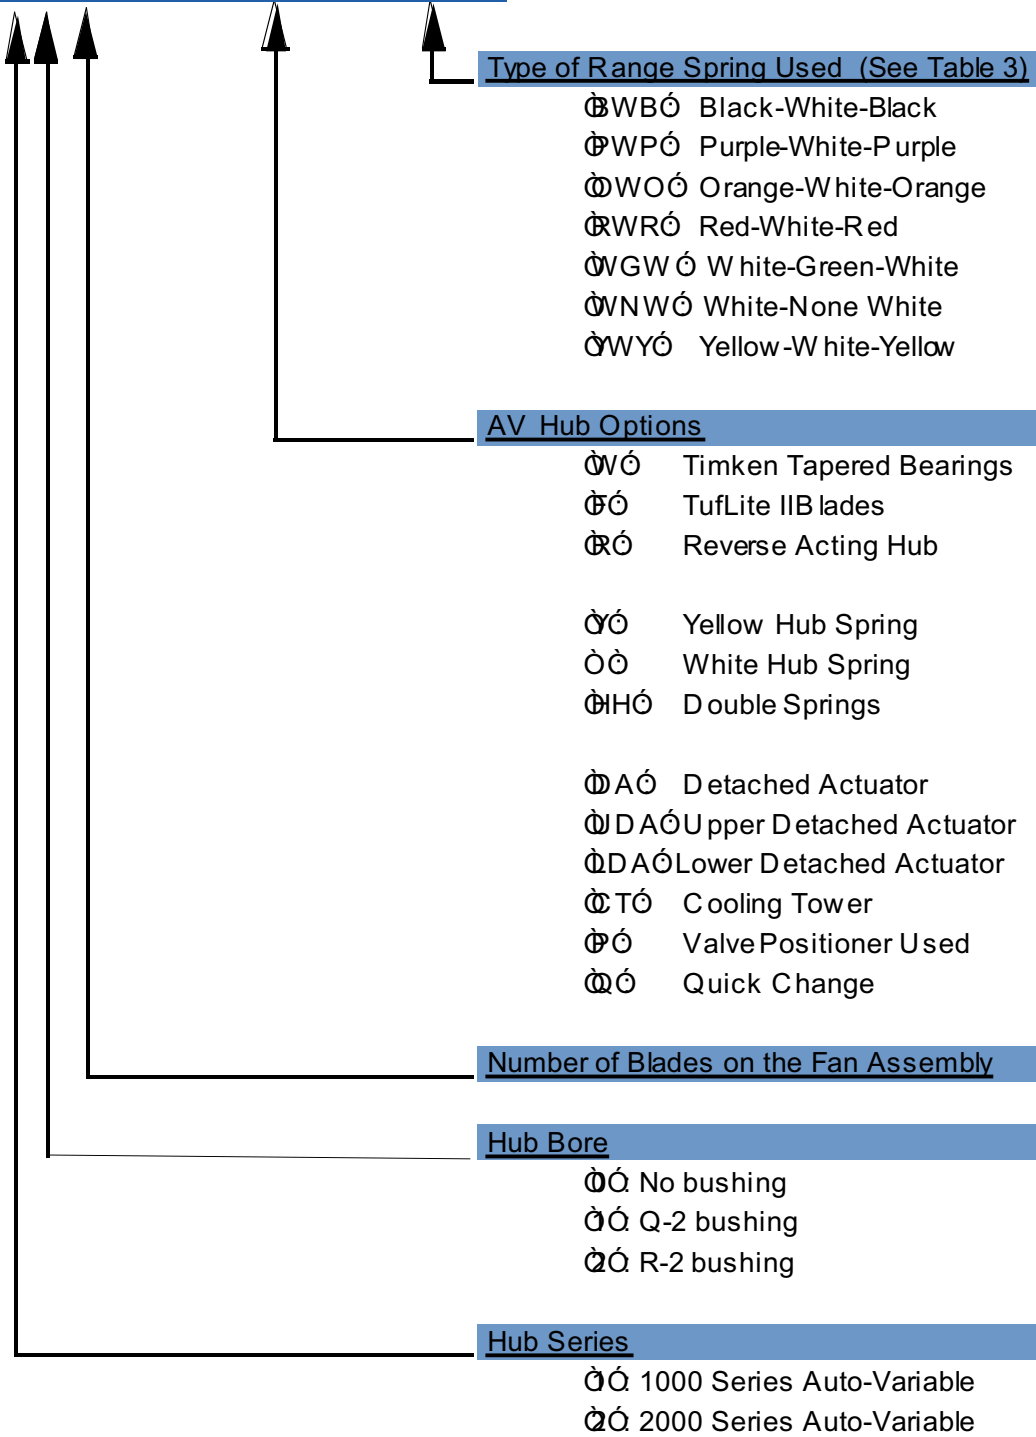 Type of Range Spring Used (See Table 3)
ÒBWBÓ Black-White-Black
ÒPWPÓ Purple-White-Purple
ÒOWOÓ Orange-White-Orange
ÒRWRÓ Red-White-Red
ÒWGWÓ White-Green-White
ÒWNWÓ White-None White
ÒYWYÓ Yellow-White-Yellow
AV Hub Options
ÒWÓ Timken Tapered Bearings
ÒFÓ TufLite II Blades
ÒRÓ Reverse Acting Hub
ÒYÓ Yellow Hub Spring
ÒÒ White Hub Spring
ÒHHÓ Double Springs
ÒDAÓ Detached Actuator
ÒUDAÓ Upper Detached Actuator
ÒLDAÓ Lower Detached Actuator
ÒCTÓ Cooling Tower
ÒPÓ Valve Positioner Used
ÒQÓ Quick Change
Number of Blades on the Fan Assembly
Hub Bore
Ò0Ó: No bushing
Ò1Ó: Q-2 bushing
Ò2Ó: R-2 bushing
Hub Series
Ò1Ó: 1000 Series Auto-Variable
Ò2Ó: 2000 Series Auto-Variable